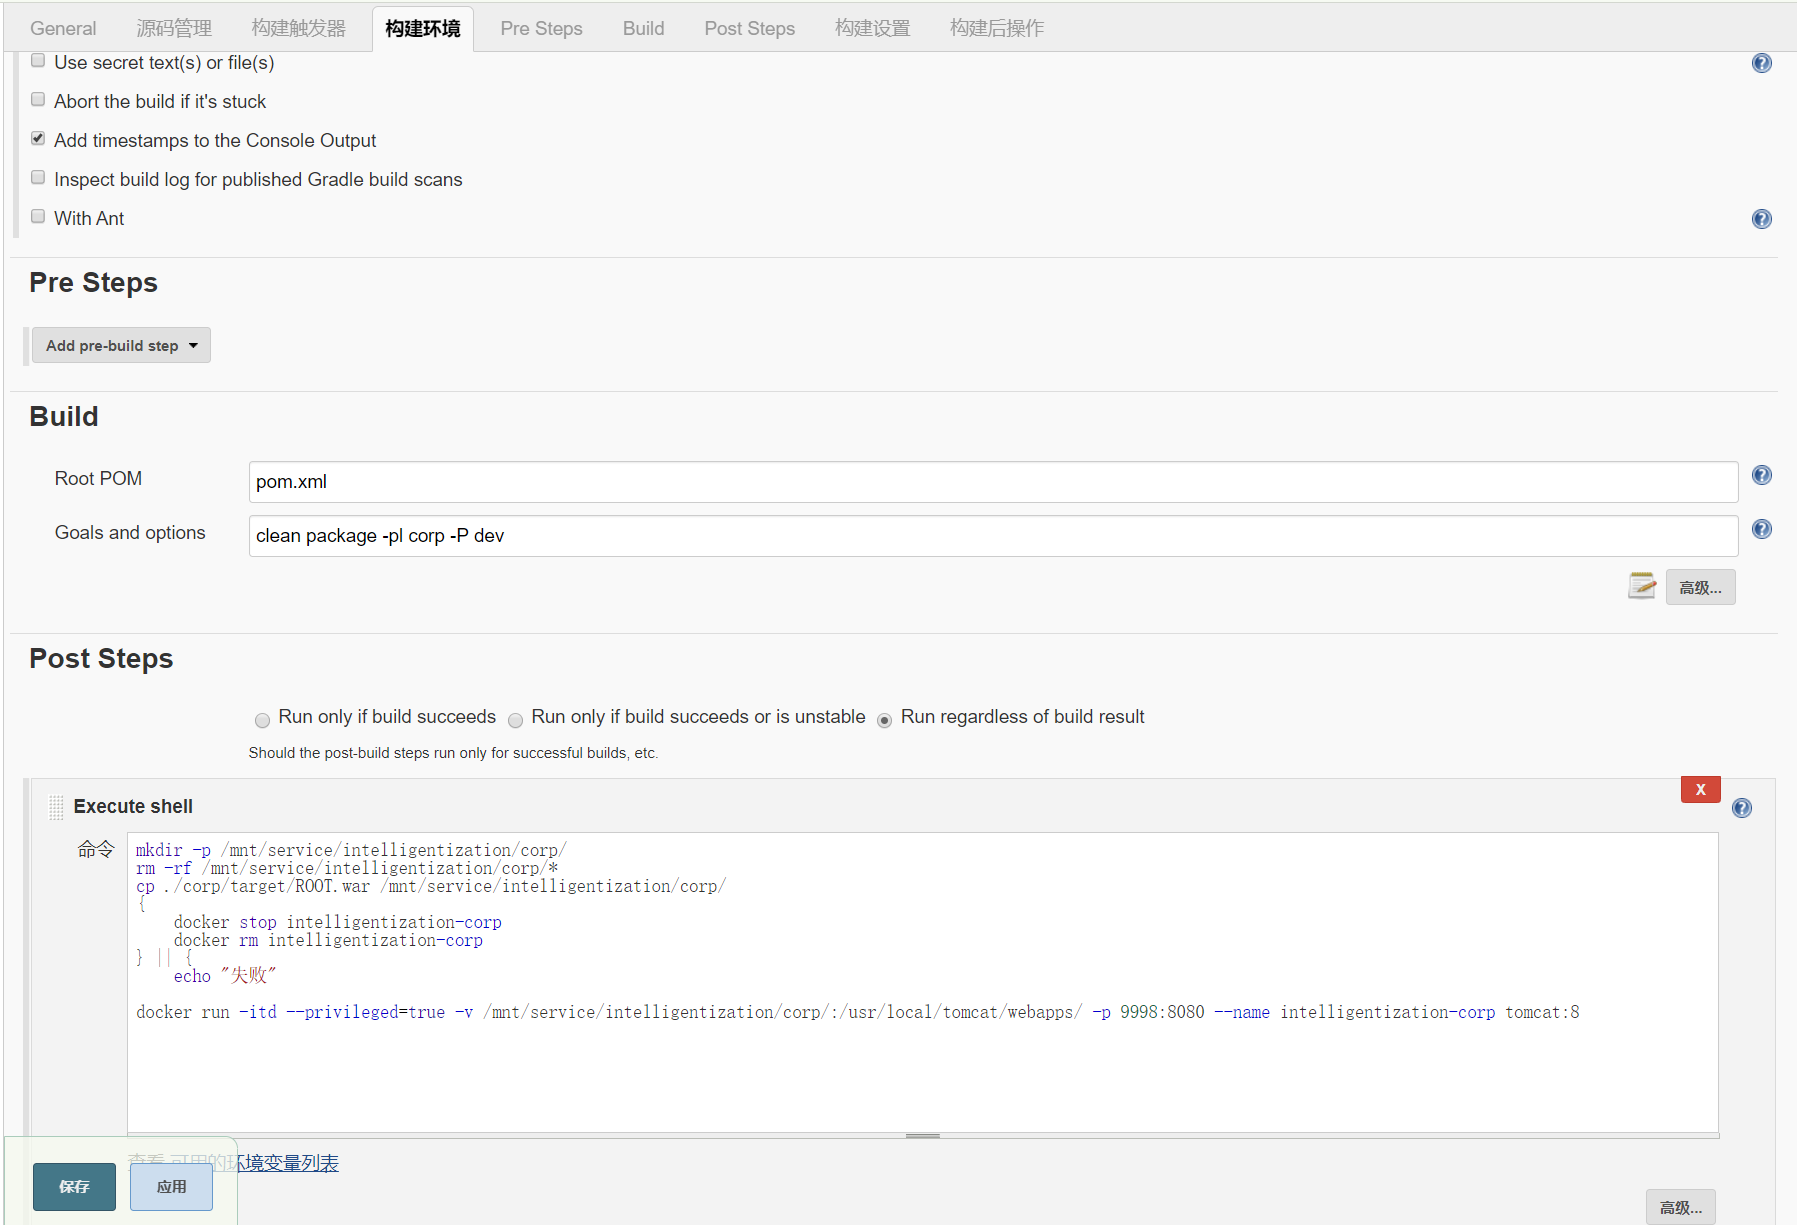 General 源码管理 构建触发器 构建环境 Pre Steps Build Post Steps 构建设置 构建后操作
Use secret text(s) or file(s)
Abort the build if it's stuck
Add timestamps to the Console Output
Inspect build log for published Gradle build scans
With Ant
Pre Steps
Add pre-build step
Build
Root POM pom.xml
Goals and options clean package -pl corp -P dev
高级...
Post Steps
Run only if build succeeds Run only if build succeeds or is unstable Run regardless of build result
Should the post-build steps run only for successful builds, etc.
X
Execute shell
命令
mkdir -p /mnt/service/intelligentization/corp/
rm -rf /mnt/service/intelligentization/corp/*
cp ./corp/target/ROOT.war /mnt/service/intelligentization/corp/
{
docker stop intelligentization-corp
docker rm intelligentization-corp
} || {
echo "失败"
docker run -itd --privileged=true -v /mnt/service/intelligentization/corp/:/usr/local/tomcat/webapps/ -p 9998:8080 --name intelligentization-corp tomcat:8
查看 可用的环境变量列表
保存 应用
高级...